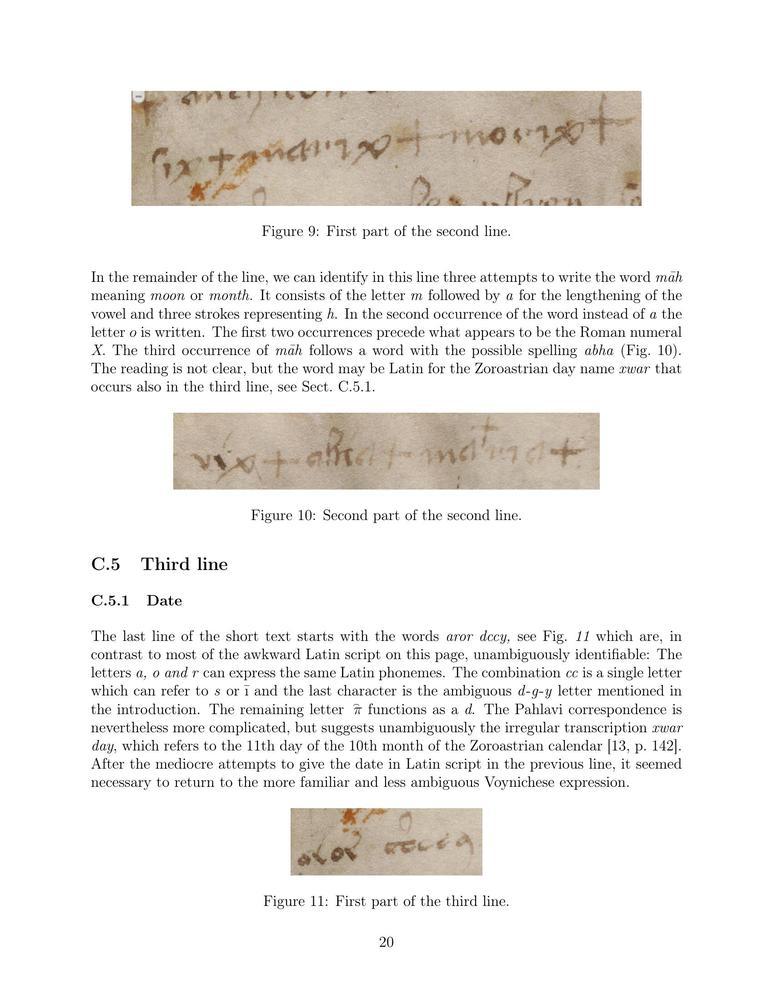 Figure 9: First part of the second line.
In the remainder of the line, we can identify in this line three attempts to write the word māh
meaning moon or month. It consists of the letter m followed by a for the lengthening of the
vowel and three strokes representing h. In the second occurrence of the word instead of a the
letter o is written. The first two occurrences precede what appears to be the Roman numeral
X. The third occurrence of māh follows a word with the possible spelling abha (Fig. 10).
The reading is not clear, but the word may be Latin for the Zoroastrian day name xwar that
occurs also in the third line, see Sect. C.5.1.
Figure 10: Second part of the second line.
C.5 Third line
C.5.1 Date
The last line of the short text starts with the words aror dccy, see Fig. 11 which are, in
contrast to most of the awkward Latin script on this page, unambiguously identifiable: The
letters a, o and r can express the same Latin phonemes. The combination cc is a single letter
which can refer to s or ī and the last character is the ambiguous d-g-y letter mentioned in
the introduction. The remaining letter π̂ functions as a d. The Pahlavi correspondence is
nevertheless more complicated, but suggests unambiguously the irregular transcription xwar
day, which refers to the 11th day of the 10th month of the Zoroastrian calendar [13, p. 142].
After the mediocre attempts to give the date in Latin script in the previous line, it seemed
necessary to return to the more familiar and less ambiguous Voynichese expression.
Figure 11: First part of the third line.
20